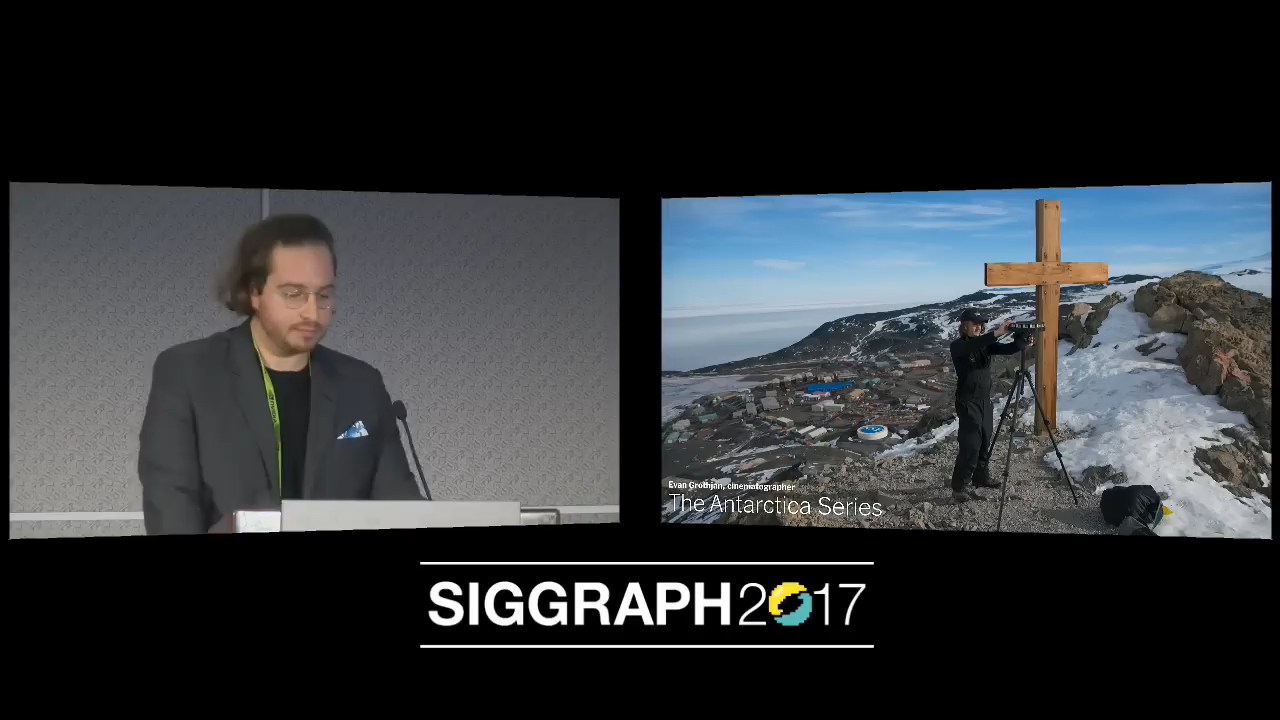 Evan Grothjan, cinematographer
The Antarctica Series
SIGGRAPH2017